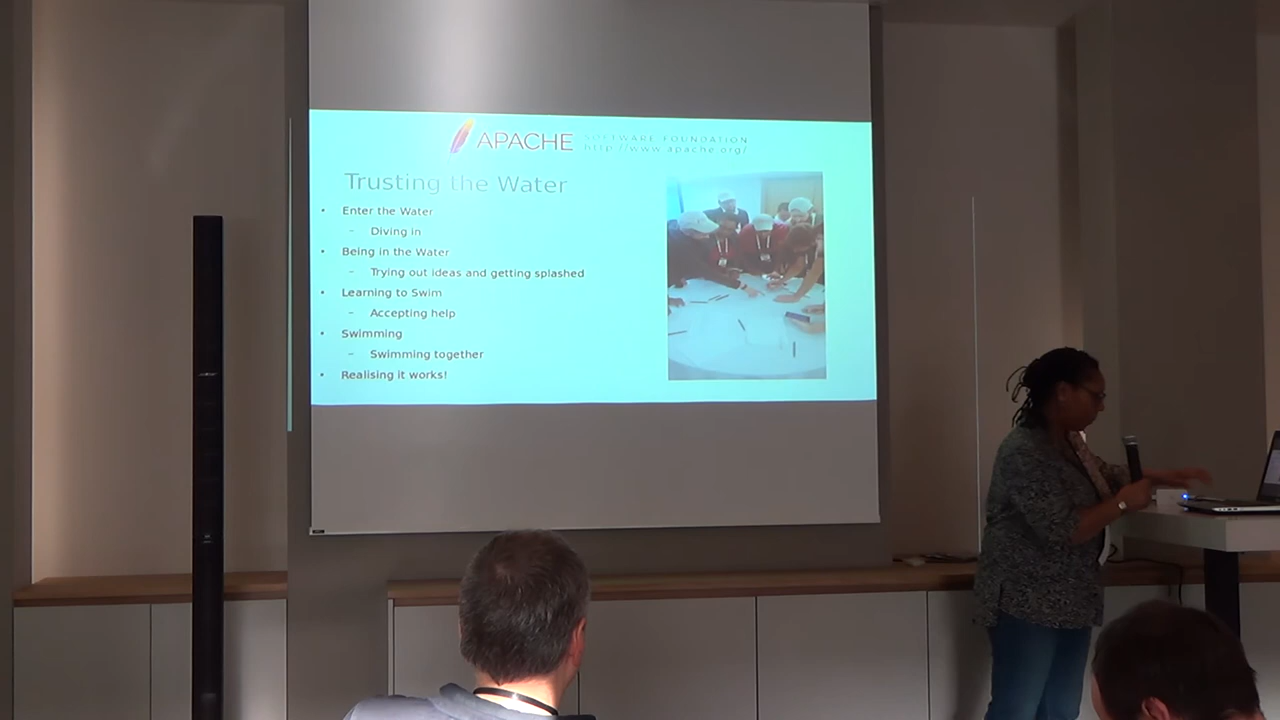 APACHE SOFTWARE FOUNDATION
http://www.apache.org/
Trusting the Water
• Enter the Water
– Diving in
• Being in the Water
– Trying out ideas and getting splashed
• Learning to Swim
– Accepting help
• Swimming
– Swimming together
• Realising it works!